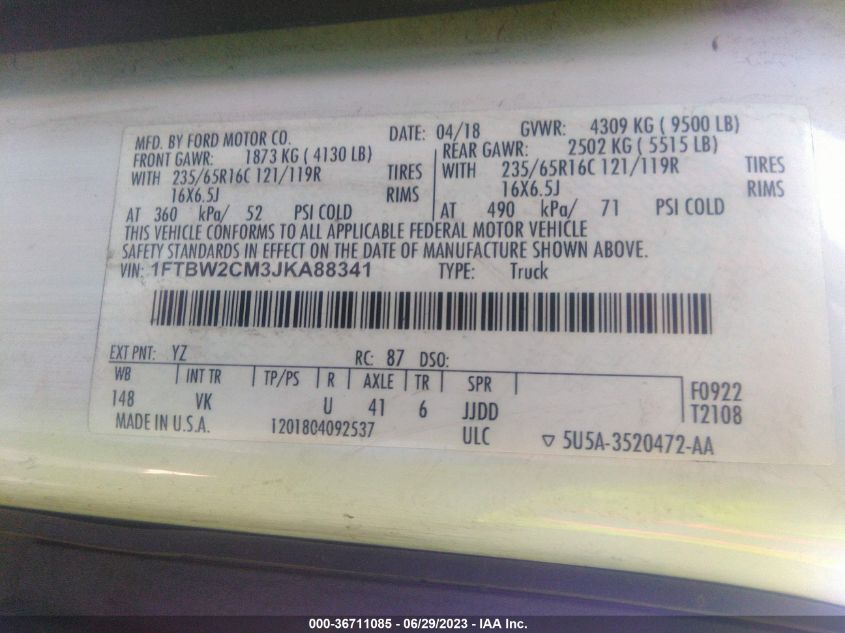 MFD. BY FORD MOTOR CO. DATE: 04/18 GVWR: 4309 KG ( 9500 LB)
FRONT GAWR: 1873 KG ( 4130 LB) REAR GAWR: 2502 KG ( 5515 LB)
WITH 235/65R16C 121/119R TIRES WITH 235/65R16C 121/119R TIRES
16X6.5J RIMS 16X6.5J RIMS
AT 360 kPa/ 52 PSI COLD AT 490 kPa/ 71 PSI COLD
THIS VEHICLE CONFORMS TO ALL APPLICABLE FEDERAL MOTOR VEHICLE
SAFETY STANDARDS IN EFFECT ON THE DATE OF MANUFACTURE SHOWN ABOVE.
VIN: 1FTBW2CM3JKA88341 TYPE: Truck
EXT PNT: YZ RC: 87 DSO:
WB INT TR TP/PS R AXLE TR SPR F0922
148 VK U 41 6 JJDD T2108
MADE IN U.S.A. 1201804092537 ULC ▽ 5U5A-3520472-AA
000-36711085 - 06/29/2023 - IAA Inc.